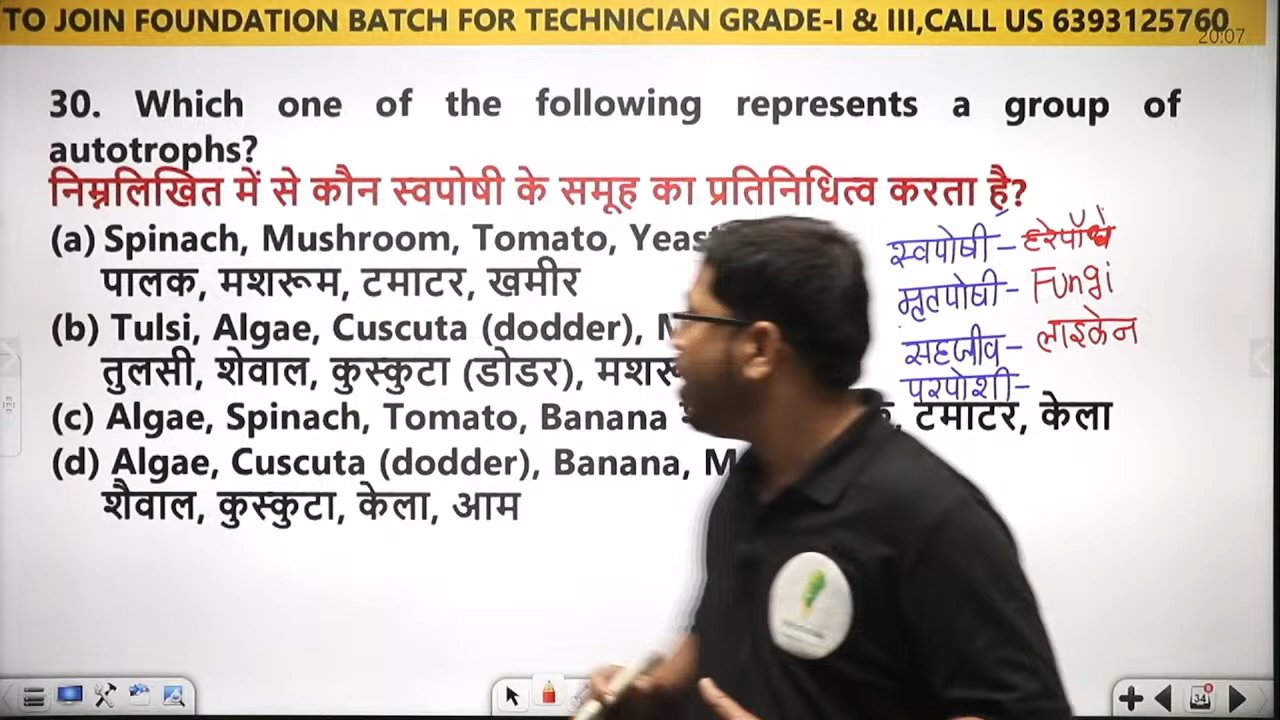 TO JOIN FOUNDATION BATCH FOR TECHNICIAN GRADE-I & III,CALL US 6393125760
20:07
30. Which one of the following represents a group of
autotrophs?
निम्नलिखित में से कौन स्वपोषी के समूह का प्रतिनिधित्व करता है?
(a) Spinach, Mushroom, Tomato,
स्वपोषी –
पालक, मशरूम, टमाटर, खमीर
मृतपोषी – Fungi
(b) Tulsi, Algae, Cuscuta (dodder),
सहजीव – लाइकेन
तुलसी, शेवाल, कुस्कुटा (डोडर),
परपोशी –
(c) Algae, Spinach, Tomato, Banana टमाटर, केला
(d) Algae, Cuscuta (dodder), Banana,
शैवाल, कुस्कुटा, केला, आम
34